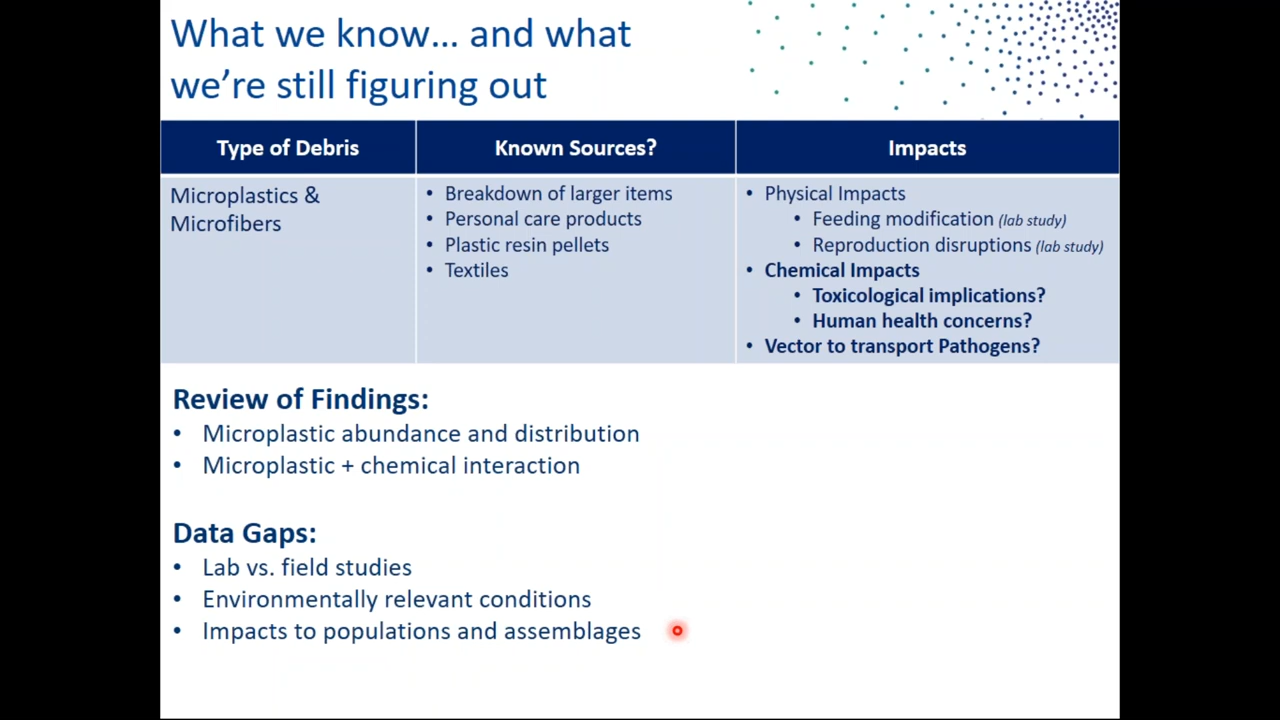 What we know... and what
we're still figuring out
Type of Debris
Known Sources?
Impacts
Microplastics &
Microfibers
• Breakdown of larger items
• Personal care products
• Plastic resin pellets
• Textiles
• Physical Impacts
• Feeding modification (lab study)
• Reproduction disruptions (lab study)
• Chemical Impacts
• Toxicological implications?
• Human health concerns?
• Vector to transport Pathogens?
Review of Findings:
• Microplastic abundance and distribution
• Microplastic + chemical interaction
Data Gaps:
• Lab vs. field studies
• Environmentally relevant conditions
• Impacts to populations and assemblages